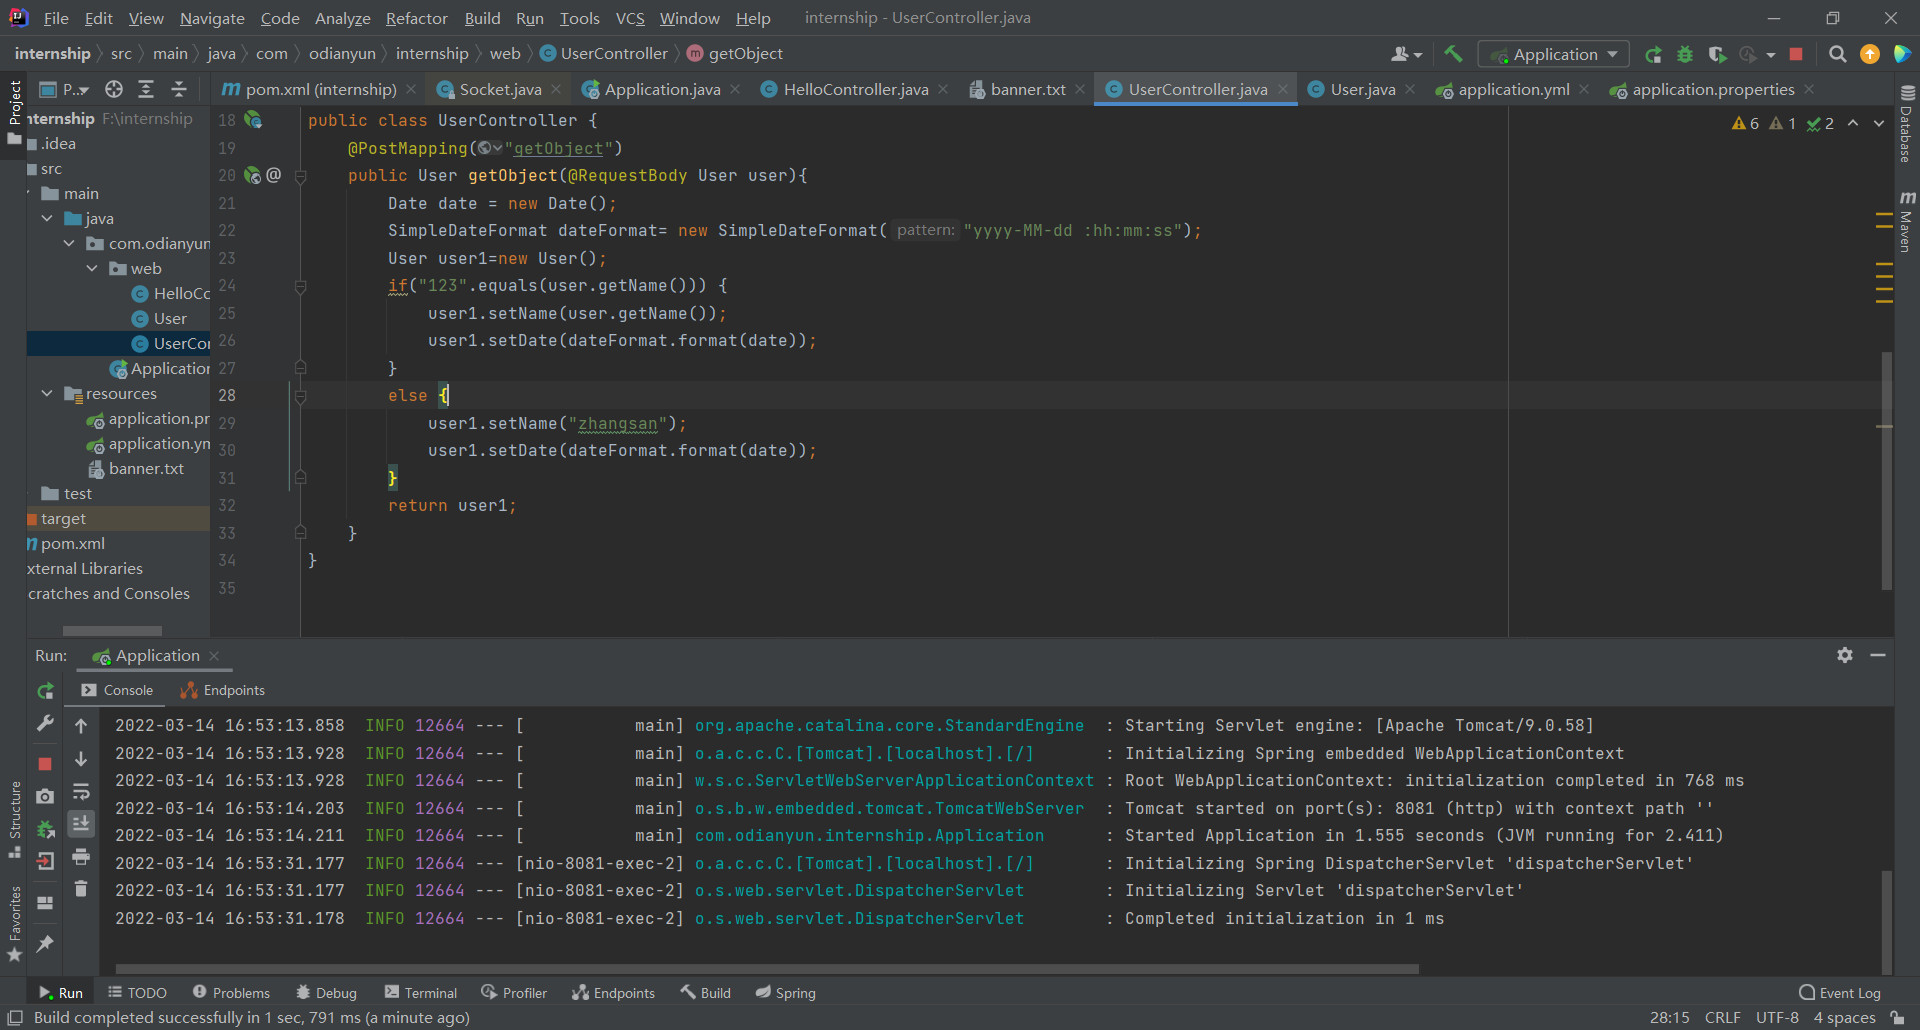 File Edit View Navigate Code Analyze Refactor Build Run Tools VCS Window Help internship - UserController.java
internship src main java com odianyun internship web UserController getObject Application
Project
P...
pom.xml (internship) Socket.java Application.java HelloController.java banner.txt UserController.java User.java application.yml application.properties
nternship F:\internship
.idea
src
main
java
com.odianyun
web
HelloCo
User
UserCor
Application
resources
application.pr
application.ym
banner.txt
test
target
pom.xml
xternal Libraries
cratches and Consoles
6 1 2
Database
Maven
18 public class UserController {
19 @PostMapping("getObject")
20 @ public User getObject(@RequestBody User user){
21 Date date = new Date();
22 SimpleDateFormat dateFormat= new SimpleDateFormat( pattern: "yyyy-MM-dd :hh:mm:ss");
23 User user1=new User();
24 if("123".equals(user.getName())) {
25 user1.setName(user.getName());
26 user1.setDate(dateFormat.format(date));
27 }
28 else {
29 user1.setName("zhangsan");
30 user1.setDate(dateFormat.format(date));
31 }
32 return user1;
33 }
34 }
35
Run: Application
Console Endpoints
2022-03-14 16:53:13.858 INFO 12664 --- [ main] org.apache.catalina.core.StandardEngine : Starting Servlet engine: [Apache Tomcat/9.0.58]
2022-03-14 16:53:13.928 INFO 12664 --- [ main] o.a.c.c.C.[Tomcat].[localhost].[/] : Initializing Spring embedded WebApplicationContext
2022-03-14 16:53:13.928 INFO 12664 --- [ main] w.s.c.ServletWebServerApplicationContext : Root WebApplicationContext: initialization completed in 768 ms
2022-03-14 16:53:14.203 INFO 12664 --- [ main] o.s.b.w.embedded.tomcat.TomcatWebServer : Tomcat started on port(s): 8081 (http) with context path ''
2022-03-14 16:53:14.211 INFO 12664 --- [ main] com.odianyun.internship.Application : Started Application in 1.555 seconds (JVM running for 2.411)
2022-03-14 16:53:31.177 INFO 12664 --- [nio-8081-exec-2] o.a.c.c.C.[Tomcat].[localhost].[/] : Initializing Spring DispatcherServlet 'dispatcherServlet'
2022-03-14 16:53:31.177 INFO 12664 --- [nio-8081-exec-2] o.s.web.servlet.DispatcherServlet : Initializing Servlet 'dispatcherServlet'
2022-03-14 16:53:31.178 INFO 12664 --- [nio-8081-exec-2] o.s.web.servlet.DispatcherServlet : Completed initialization in 1 ms
Structure
Favorites
Run TODO Problems Debug Terminal Profiler Endpoints Build Spring Event Log
Build completed successfully in 1 sec, 791 ms (a minute ago) 28:15 CRLF UTF-8 4 spaces